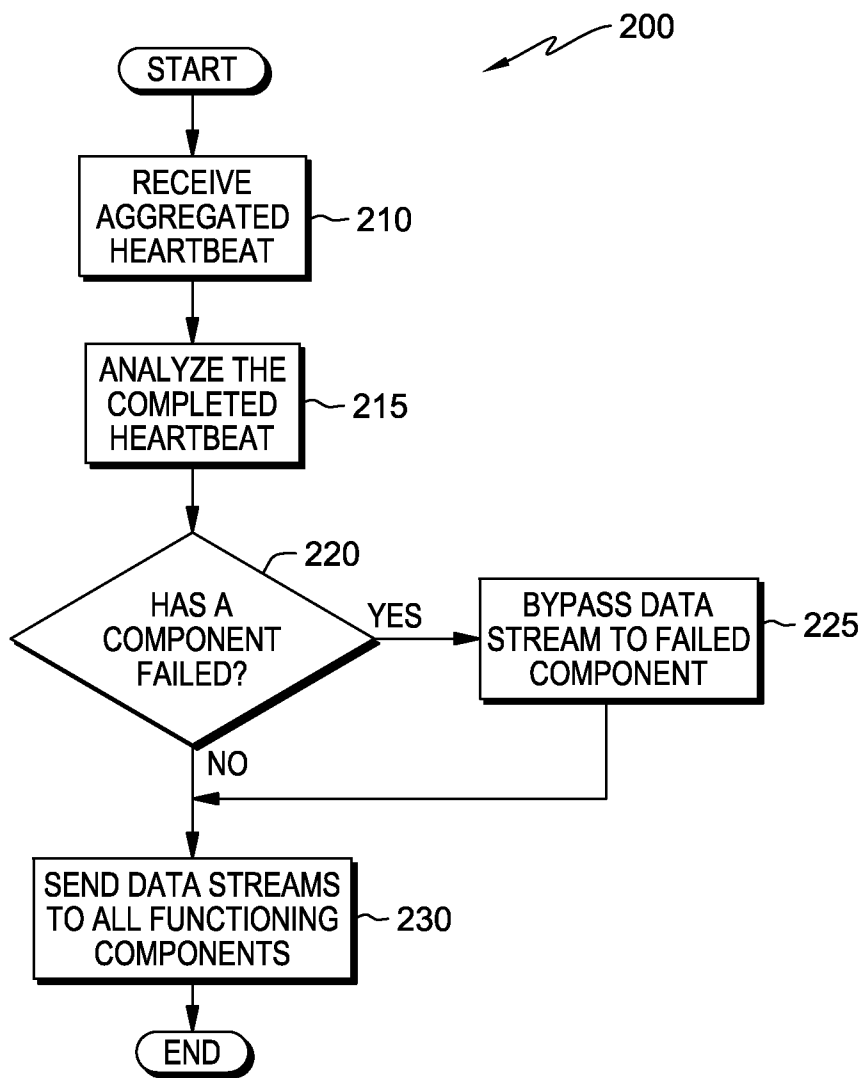 200
START
RECEIVE
AGGREGATED
HEARTBEAT
210
ANALYZE THE
COMPLETED
HEARTBEAT
215
220
HAS A
COMPONENT
FAILED?
YES
BYPASS DATA
STREAM TO FAILED
COMPONENT
225
NO
SEND DATA STREAMS
TO ALL FUNCTIONING
COMPONENTS
230
END